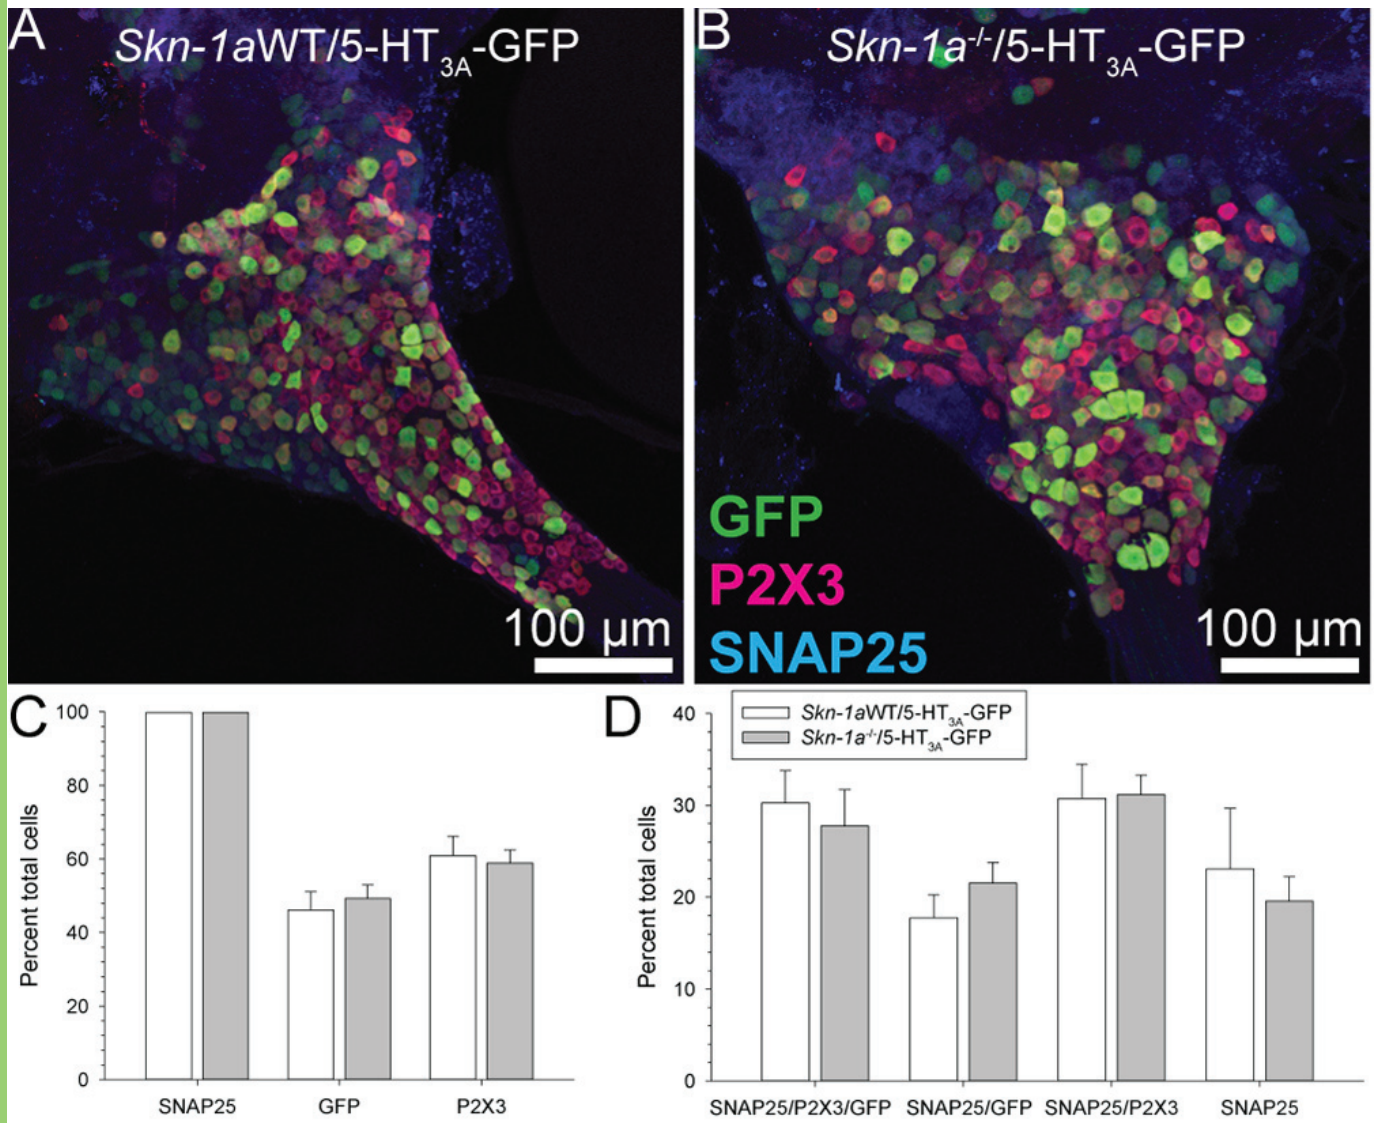 A
Skn-1aWT/5-HT3A-GFP
B
Skn-1a-/-/5-HT3A-GFP
GFP
P2X3
SNAP25
100 µm
100 µm
C
Percent total cells
100
80
60
40
20
0
SNAP25 GFP P2X3
D
Skn-1aWT/5-HT3A-GFP
Skn-1a-/-/5-HT3A-GFP
Percent total cells
40
30
20
10
0
SNAP25/P2X3/GFP SNAP25/GFP SNAP25/P2X3 SNAP25